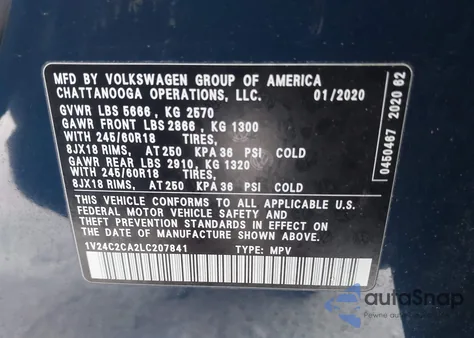 MFD BY VOLKSWAGEN GROUP OF AMERICA
CHATTANOOGA OPERATIONS, LLC. 01/2020
GVWR LBS 5666 , KG 2570
GAWR FRONT LBS 2866 , KG 1300
WITH 245/60R18 TIRES,
8JX18 RIMS, AT 250 KPA 36 PSI COLD
GAWR REAR LBS 2910, KG 1320
WITH 245/60R18 TIRES,
8JX18 RIMS, AT 250 KPA 36 PSI COLD
THIS VEHICLE CONFORMS TO ALL APPLICABLE U.S.
FEDERAL MOTOR VEHICLE SAFETY AND
THEFT PREVENTION STANDARDS IN EFFECT ON
THE DATE OF MANUFACTURE SHOWN ABOVE.
1V24C2CA2LC207841 TYPE: MPV
0450467 2020 62
autoSnap
Pewne auto